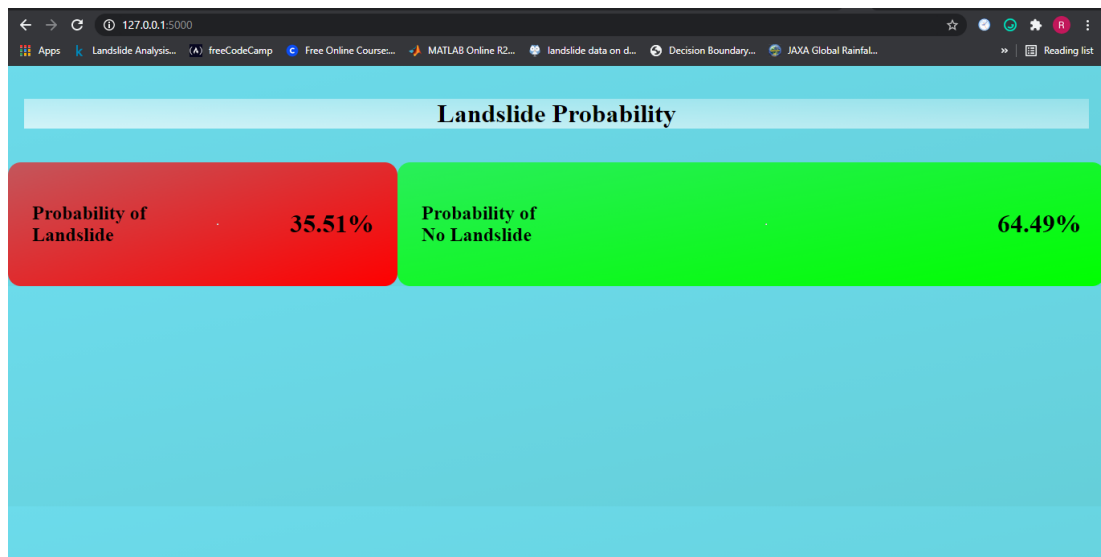 127.0.0.1:5000
Apps Landslide Analysis... freeCodeCamp Free Online Course:... MATLAB Online R2... landslide data on d... Decision Boundary... JAXA Global Rainfal... » Reading list
Landslide Probability
Probability of
Landslide
35.51%
Probability of
No Landslide
64.49%